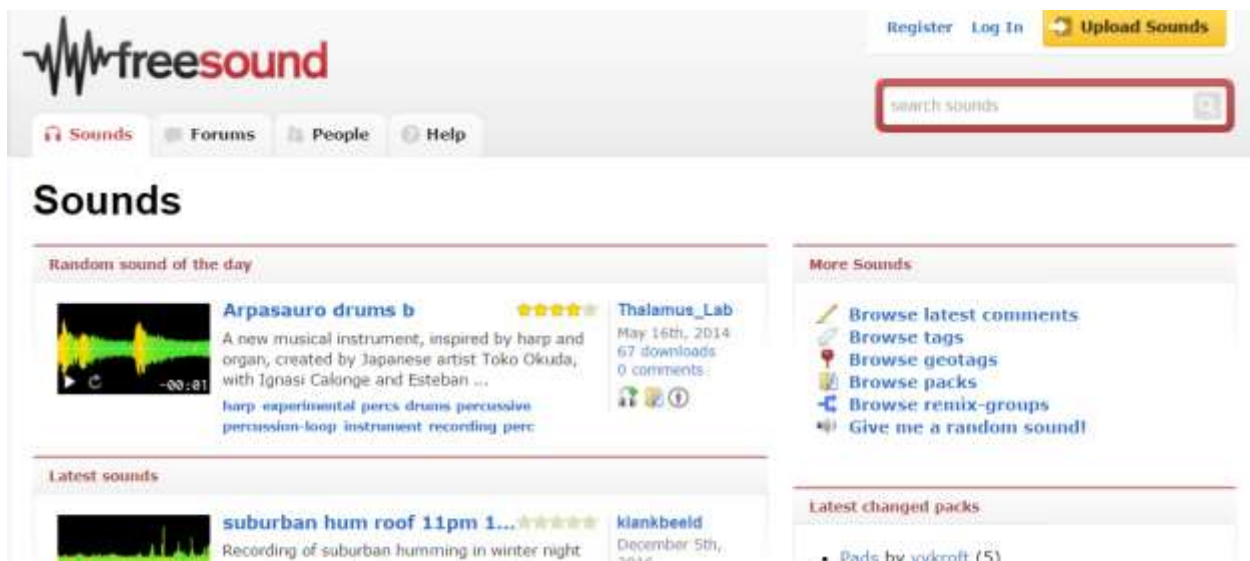 freesound
Register Log In Upload Sounds
search sounds
Sounds Forums People Help
Sounds
Random sound of the day
Arpasauro drums b
A new musical instrument, inspired by harp and
organ, created by Japanese artist Toko Okuda,
with Ignasi Calonge and Esteban ...
harp experimental percs drums percussive
percussion-loop instrument recording perc
-00:01
Thalamus_Lab
May 16th, 2014
67 downloads
0 comments
Latest sounds
suburban hum roof 11pm 1...
Recording of suburban humming in winter night
klankbeeld
December 5th,
More Sounds
Browse latest comments
Browse tags
Browse geotags
Browse packs
Browse remix-groups
Give me a random sound!
Latest changed packs
Pads by (5)